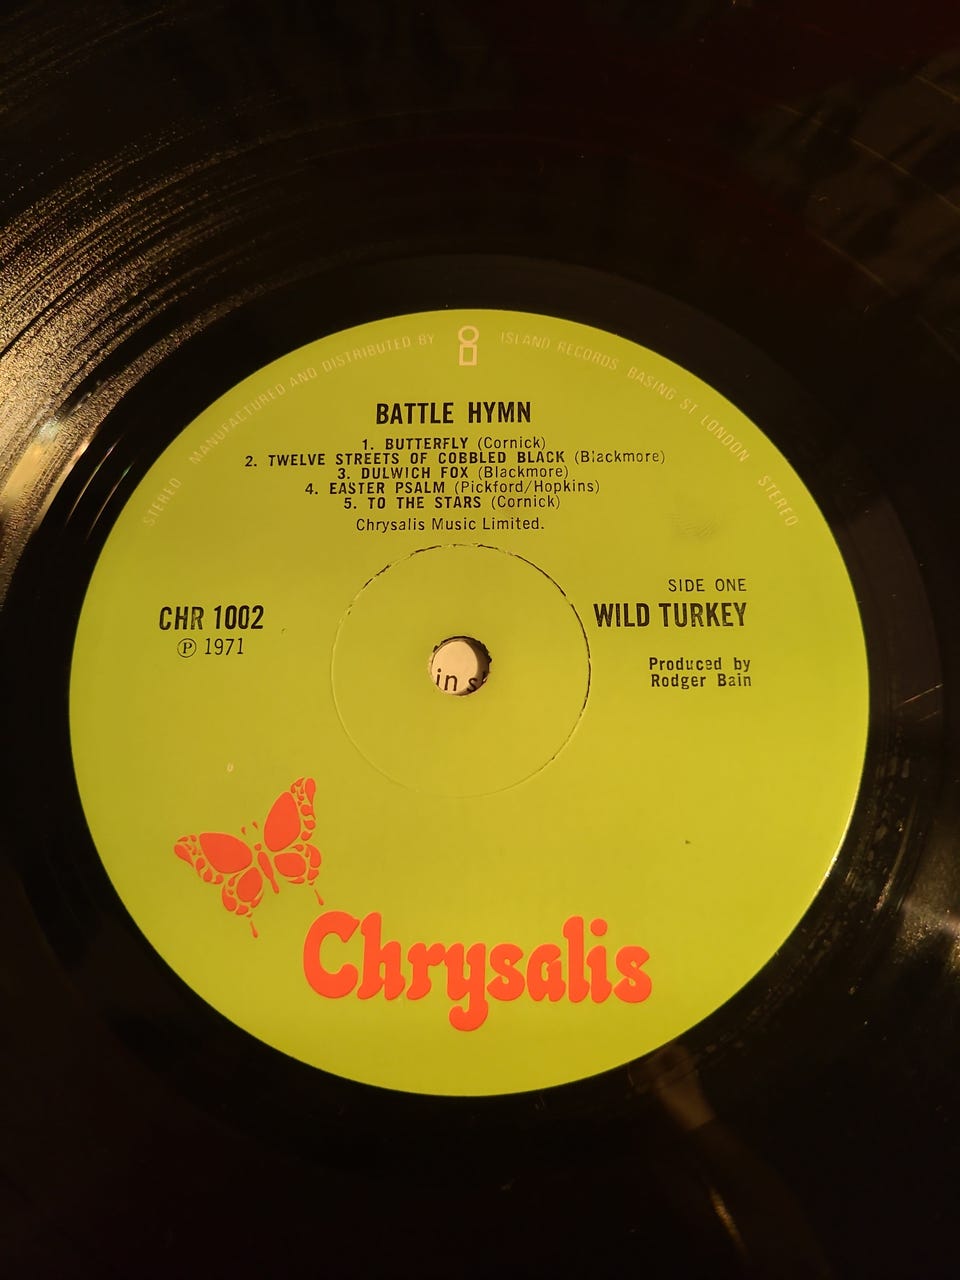 STEREO MANUFACTURED AND DISTRIBUTED BY ISLAND RECORDS BASING ST LONDON STEREO
BATTLE HYMN
1. BUTTERFLY (Cornick)
2. TWELVE STREETS OF COBBLED BLACK (Blackmore)
3. DULWICH FOX (Blackmore)
4. EASTER PSALM (Pickford/Hopkins)
5. TO THE STARS (Cornick)
Chrysalis Music Limited.
SIDE ONE
CHR 1002
WILD TURKEY
℗ 1971
Produced by
Rodger Bain
in
Chrysalis